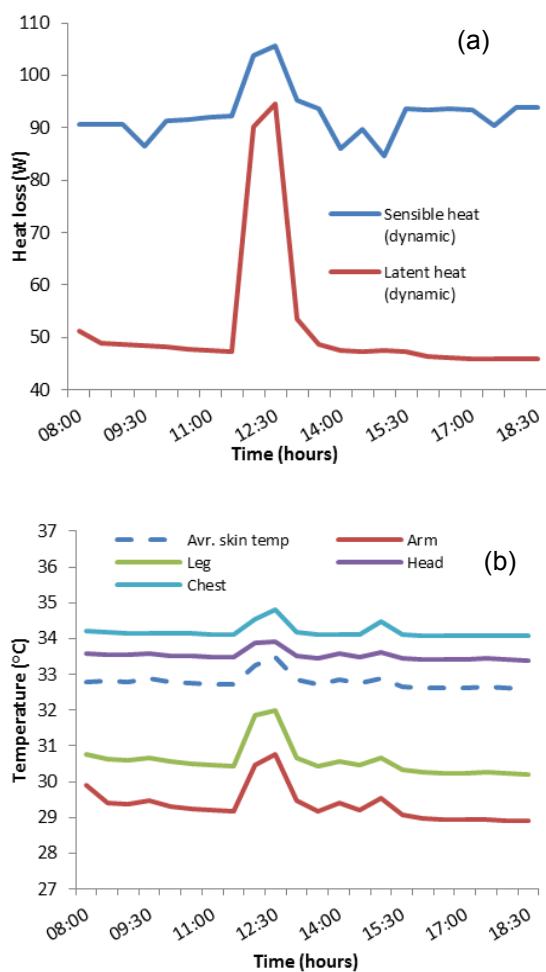 (a)
Heat loss (W)
110
100
90
80
70
60
50
40
Sensible heat
(dynamic)
Latent heat
(dynamic)
08:00
09:30
11:00
12:30
14:00
15:30
17:00
18:30
Time (hours)
(b)
Temperature (°C)
37
36
35
34
33
32
31
30
29
28
27
Avr. skin temp
Arm
Leg
Head
Chest
08:00
09:30
11:00
12:30
14:00
15:30
17:00
18:30
Time (hours)